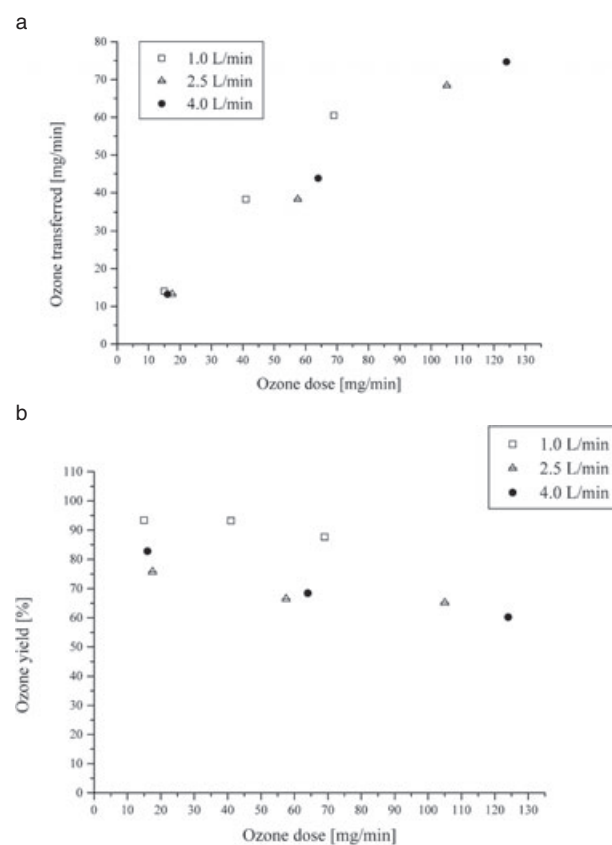 a
80
70
60
50
40
30
20
10
0
Ozone transferred [mg/min]
1.0 L/min
2.5 L/min
4.0 L/min
0 10 20 30 40 50 60 70 80 90 100 110 120 130
Ozone dose [mg/min]
b
1.0 L/min
2.5 L/min
4.0 L/min
110
100
90
80
70
60
50
40
30
20
10
0
Ozone yield [%]
0 10 20 30 40 50 60 70 80 90 100 110 120 130
Ozone dose [mg/min]